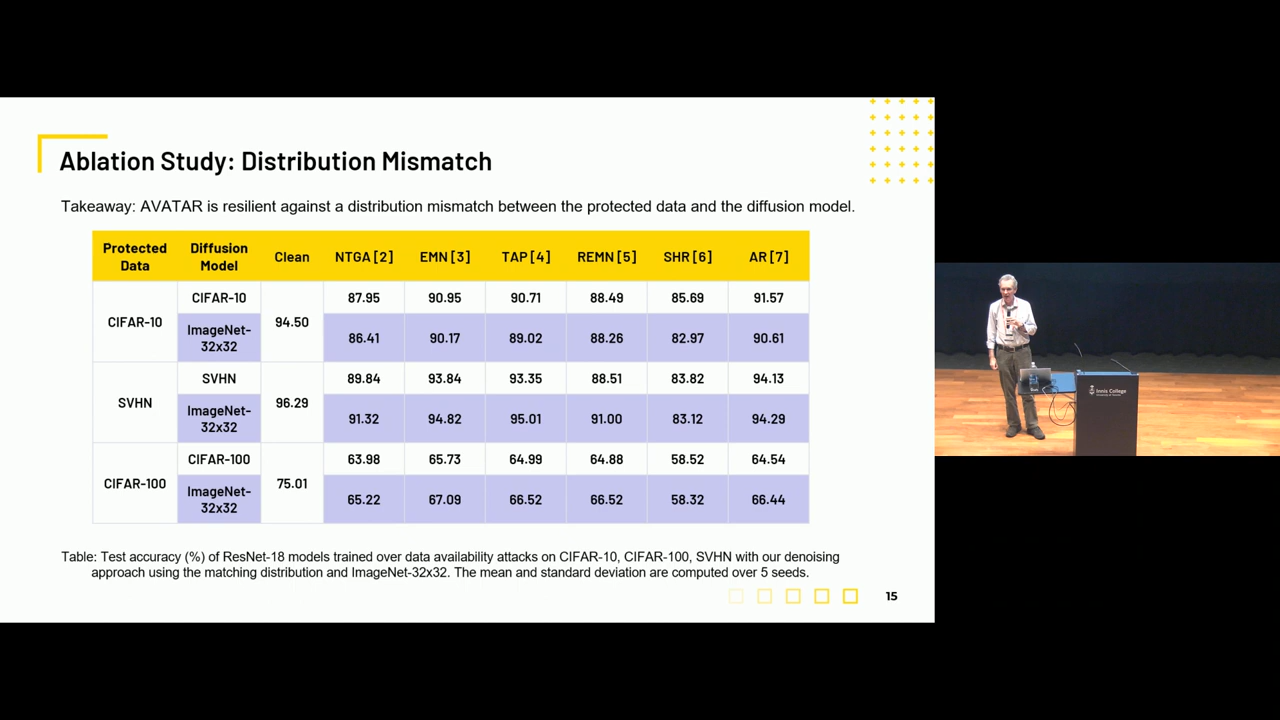 Ablation Study: Distribution Mismatch
Takeaway: AVATAR is resilient against a distribution mismatch between the protected data and the diffusion model.
Protected Data Diffusion Model Clean NTGA [2] EMN [3] TAP [4] REMN [5] SHR [6] AR [7]
CIFAR-10 CIFAR-10 94.50 87.95 90.95 90.71 88.49 85.69 91.57
ImageNet-32x32 86.41 90.17 89.02 88.26 82.97 90.61
SVHN SVHN 96.29 89.84 93.84 93.35 88.51 83.82 94.13
ImageNet-32x32 91.32 94.82 95.01 91.00 83.12 94.29
CIFAR-100 CIFAR-100 75.01 63.98 65.73 64.99 64.88 58.52 64.54
ImageNet-32x32 65.22 67.09 66.52 66.52 58.32 66.44
Table: Test accuracy (%) of ResNet-18 models trained over data availability attacks on CIFAR-10, CIFAR-100, SVHN with our denoising
approach using the matching distribution and ImageNet-32x32. The mean and standard deviation are computed over 5 seeds.
15
Innis College